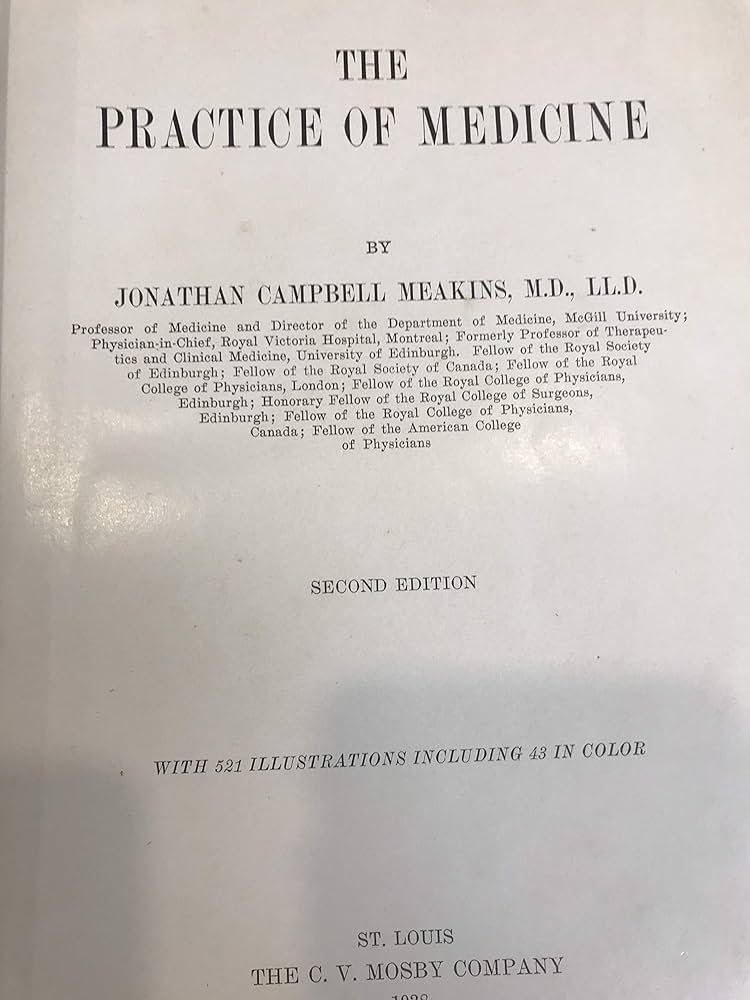 THE
PRACTICE OF MEDICINE
BY
JONATHAN CAMPBELL MEAKINS, M.D., LL.D.
Professor of Medicine and Director of the Department of Medicine, McGill University;
Physician-in-Chief, Royal Victoria Hospital, Montreal; Formerly Professor of Therapeu-
tics and Clinical Medicine, University of Edinburgh. Fellow of the Royal Society
of Edinburgh; Fellow of the Royal Society of Canada; Fellow of the Royal
College of Physicians, London; Fellow of the Royal College of Physicians,
Edinburgh; Honorary Fellow of the Royal College of Surgeons,
Edinburgh; Fellow of the Royal College of Physicians,
Canada; Fellow of the American College
of Physicians
SECOND EDITION
WITH 521 ILLUSTRATIONS INCLUDING 43 IN COLOR
ST. LOUIS
THE C. V. MOSBY COMPANY